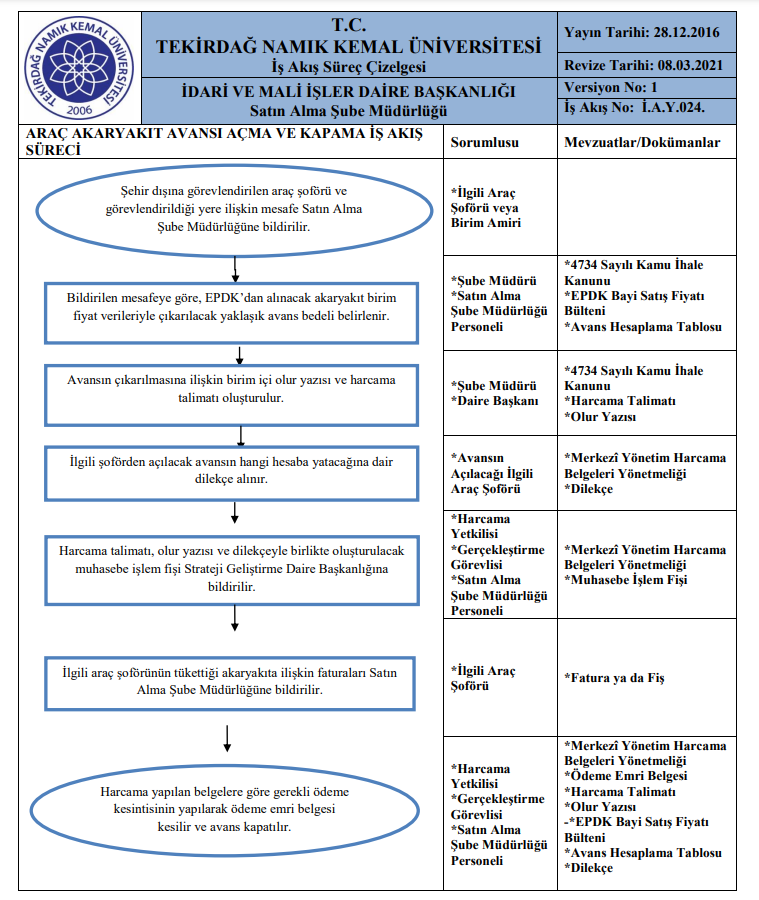 TEKİRDAĞ NAMIK KEMAL ÜNİVERSİTESİ
2006
T.C.
TEKİRDAĞ NAMIK KEMAL ÜNİVERSİTESİ
İş Akış Süreç Çizelgesi
İDARİ VE MALİ İŞLER DAİRE BAŞKANLIĞI
Satın Alma Şube Müdürlüğü
Yayın Tarihi: 28.12.2016
Revize Tarihi: 08.03.2021
Versiyon No: 1
İş Akış No: İ.A.Y.024.
ARAÇ AKARYAKIT AVANSI AÇMA VE KAPAMA İŞ AKIŞ
SÜRECİ
Sorumlusu
Mevzuatlar/Dokümanlar
Şehir dışına görevlendirilen araç şoförü ve
görevlendirildiği yere ilişkin mesafe Satın Alma
Şube Müdürlüğüne bildirilir.
*İlgili Araç
Şoförü veya
Birim Amiri
Bildirilen mesafeye göre, EPDK’dan alınacak akaryakıt birim
fiyat verileriyle çıkarılacak yaklaşık avans bedeli belirlenir.
*Şube Müdürü
*Satın Alma
Şube Müdürlüğü
Personeli
*4734 Sayılı Kamu İhale
Kanunu
*EPDK Bayi Satış Fiyatı
Bülteni
*Avans Hesaplama Tablosu
Avansın çıkarılmasına ilişkin birim içi olur yazısı ve harcama
talimatı oluşturulur.
*Şube Müdürü
*Daire Başkanı
*4734 Sayılı Kamu İhale
Kanunu
*Harcama Talimatı
*Olur Yazısı
İlgili şoförden açılacak avansın hangi hesaba yatacağına dair
dilekçe alınır.
*Avansın
Açılacağı İlgili
Araç Şoförü
*Merkezî Yönetim Harcama
Belgeleri Yönetmeliği
*Dilekçe
Harcama talimatı, olur yazısı ve dilekçeyle birlikte oluşturulacak
muhasebe işlem fişi Strateji Geliştirme Daire Başkanlığına
bildirilir.
*Harcama
Yetkilisi
*Gerçekleştirme
Görevlisi
*Satın Alma
Şube Müdürlüğü
Personeli
*Merkezî Yönetim Harcama
Belgeleri Yönetmeliği
*Muhasebe İşlem Fişi
İlgili araç şoförünün tükettiği akaryakıta ilişkin faturaları Satın
Alma Şube Müdürlüğüne bildirilir.
*İlgili Araç
Şoförü
*Fatura ya da Fiş
Harcama yapılan belgelere göre gerekli ödeme
kesintisinin yapılarak ödeme emri belgesi
kesilir ve avans kapatılır.
*Harcama
Yetkilisi
*Gerçekleştirme
Görevlisi
*Satın Alma
Şube Müdürlüğü
Personeli
*Merkezî Yönetim Harcama
Belgeleri Yönetmeliği
*Ödeme Emri Belgesi
*Harcama Talimatı
*Olur Yazısı
-*EPDK Bayi Satış Fiyatı
Bülteni
*Avans Hesaplama Tablosu
*Dilekçe